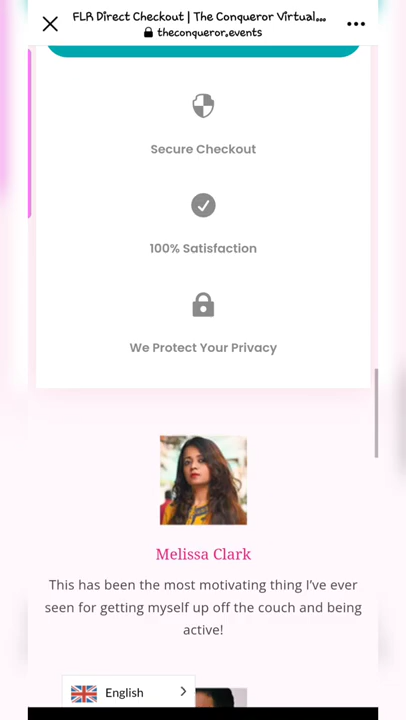 FLR Direct Checkout | The Conqueror Virtual...
theconqueror.events
Secure Checkout
100% Satisfaction
We Protect Your Privacy
Melissa Clark
This has been the most motivating thing I've ever
seen for getting myself up off the couch and being
active!
English